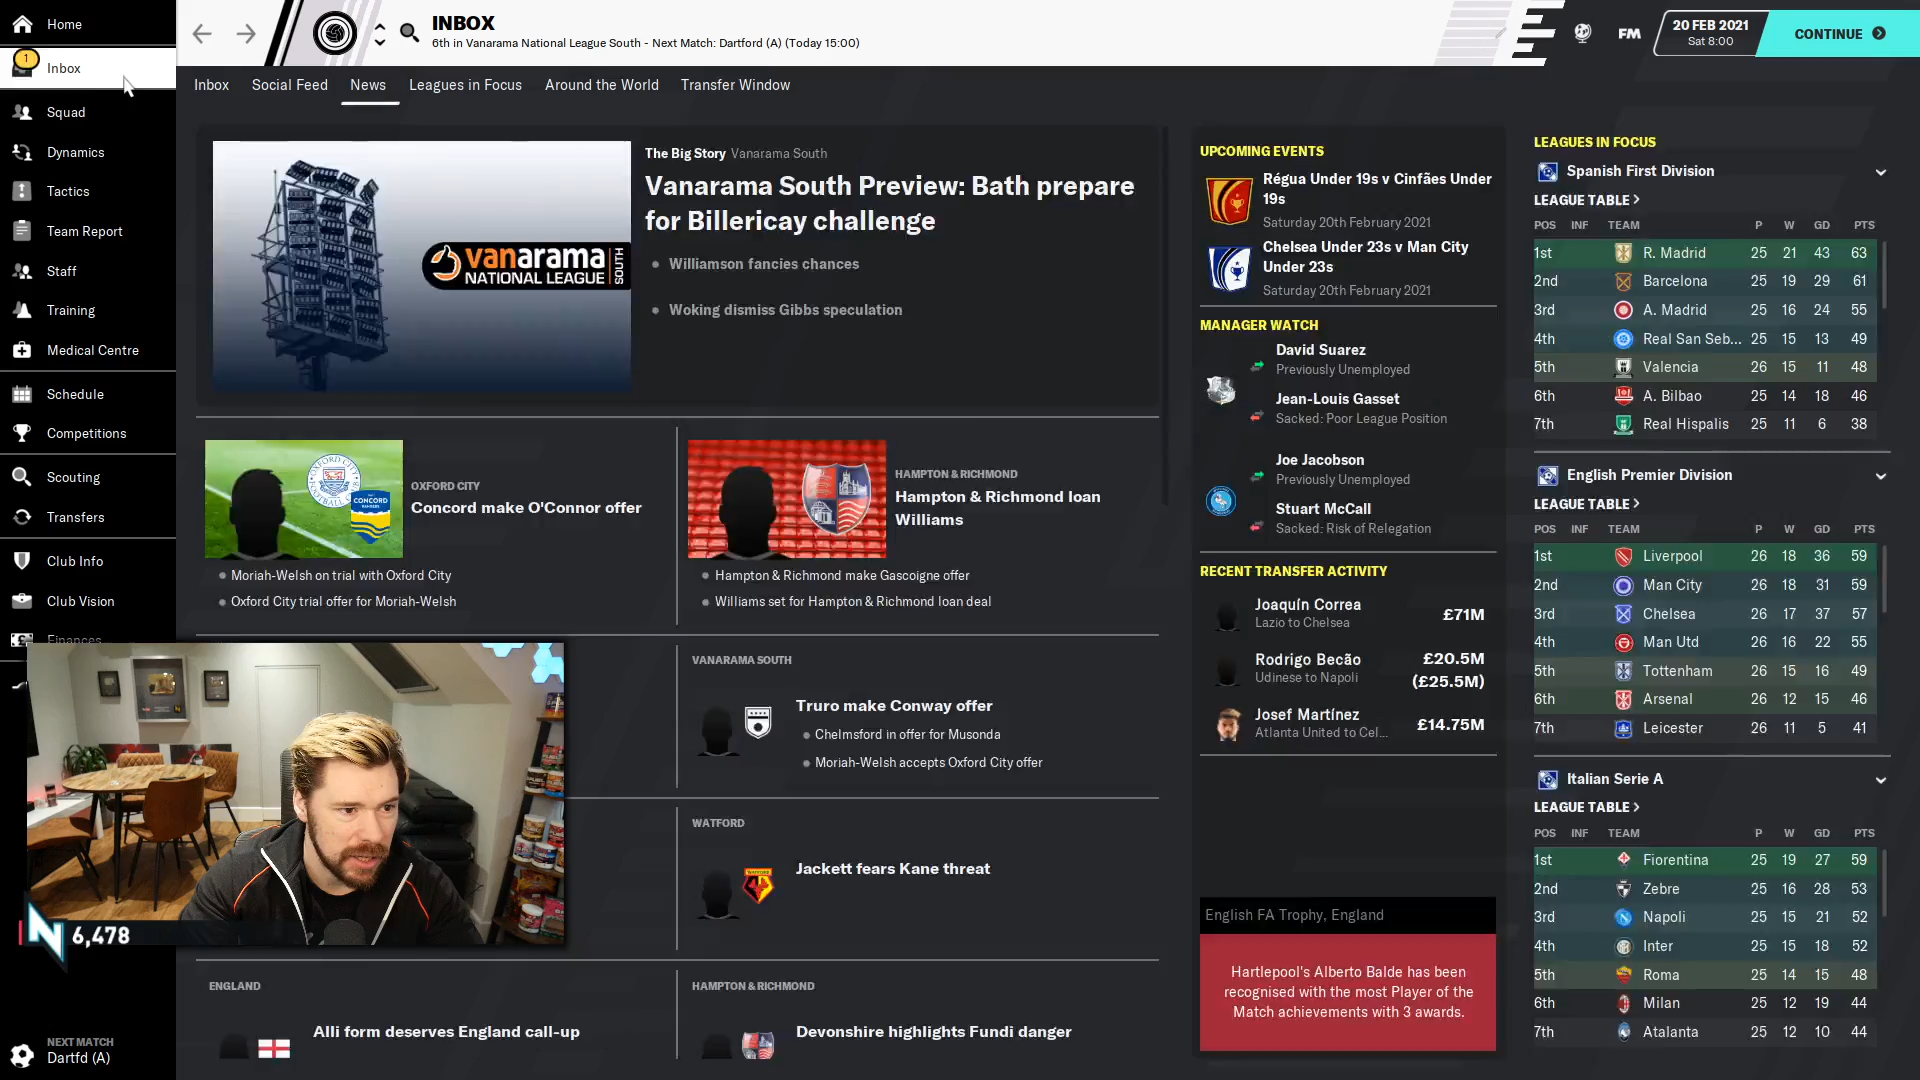 Home
Inbox
1
Squad
Dynamics
Tactics
Team Report
Staff
Training
Medical Centre
Schedule
Competitions
Scouting
Transfers
Club Info
Club Vision
Finances
NEXT MATCH
Dartfd (A)
INBOX
6th in Vanarama National League South - Next Match: Dartford (A) (Today 15:00)
FM
20 FEB 2021
Sat 8:00
CONTINUE
Inbox Social Feed News Leagues in Focus Around the World Transfer Window
vanarama
NATIONAL LEAGUE
SOUTH
The Big Story Vanarama South
Vanarama South Preview: Bath prepare
for Billericay challenge
Williamson fancies chances
Woking dismiss Gibbs speculation
OXFORD CITY
CONCORD
RANGERS
OXFORD CITY
Concord make O'Connor offer
Moriah-Welsh on trial with Oxford City
Oxford City trial offer for Moriah-Welsh
HAMPTON & RICHMOND
Hampton & Richmond loan
Williams
Hampton & Richmond make Gascoigne offer
Williams set for Hampton & Richmond loan deal
VANARAMA SOUTH
Truro make Conway offer
Chelmsford in offer for Musonda
Moriah-Welsh accepts Oxford City offer
WATFORD
Jackett fears Kane threat
ENGLAND
Alli form deserves England call-up
HAMPTON & RICHMOND
Devonshire highlights Fundi danger
6,478
UPCOMING EVENTS
Régua Under 19s v Cinfães Under
19s
Saturday 20th February 2021
Chelsea Under 23s v Man City
Under 23s
Saturday 20th February 2021
MANAGER WATCH
David Suarez
Previously Unemployed
Jean-Louis Gasset
Sacked: Poor League Position
Joe Jacobson
Previously Unemployed
Stuart McCall
Sacked: Risk of Relegation
RECENT TRANSFER ACTIVITY
Joaquín Correa
Lazio to Chelsea
£71M
Rodrigo Becão
Udinese to Napoli
£20.5M
(£25.5M)
Josef Martínez
Atlanta United to Cel...
£14.75M
English FA Trophy, England
Hartlepool's Alberto Balde has been
recognised with the most Player of the
Match achievements with 3 awards.
LEAGUES IN FOCUS
Spanish First Division
LEAGUE TABLE
POS INF TEAM P W GD PTS
1st R. Madrid 25 21 43 63
2nd Barcelona 25 19 29 61
3rd A. Madrid 25 16 24 55
4th Real San Seb... 25 15 13 49
5th Valencia 26 15 11 48
6th A. Bilbao 25 14 18 46
7th Real Hispalis 25 11 6 38
English Premier Division
LEAGUE TABLE
POS INF TEAM P W GD PTS
1st Liverpool 26 18 36 59
2nd Man City 26 18 31 59
3rd Chelsea 26 17 37 57
4th Man Utd 26 16 22 55
5th Tottenham 26 15 16 49
6th Arsenal 26 12 15 46
7th Leicester 26 11 5 41
Italian Serie A
LEAGUE TABLE
POS INF TEAM P W GD PTS
1st Fiorentina 25 19 27 59
2nd Zebre 25 16 28 53
3rd Napoli 25 15 21 52
4th Inter 25 15 18 52
5th Roma 25 14 15 48
6th Milan 25 12 19 44
7th Atalanta 25 12 10 44